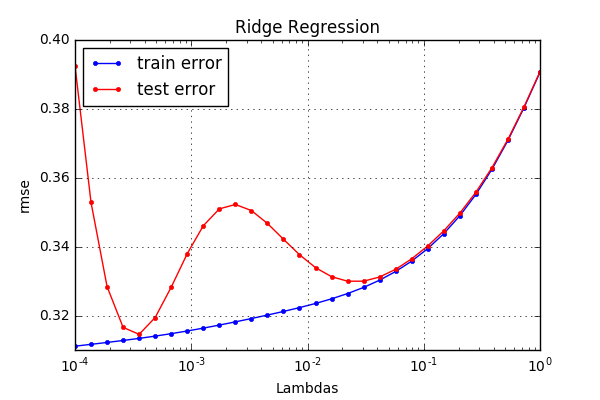 Ridge Regression
train error
test error
0.40
0.38
0.36
0.34
0.32
rmse
10^-4
10^-3
10^-2
10^-1
10^0
Lambdas